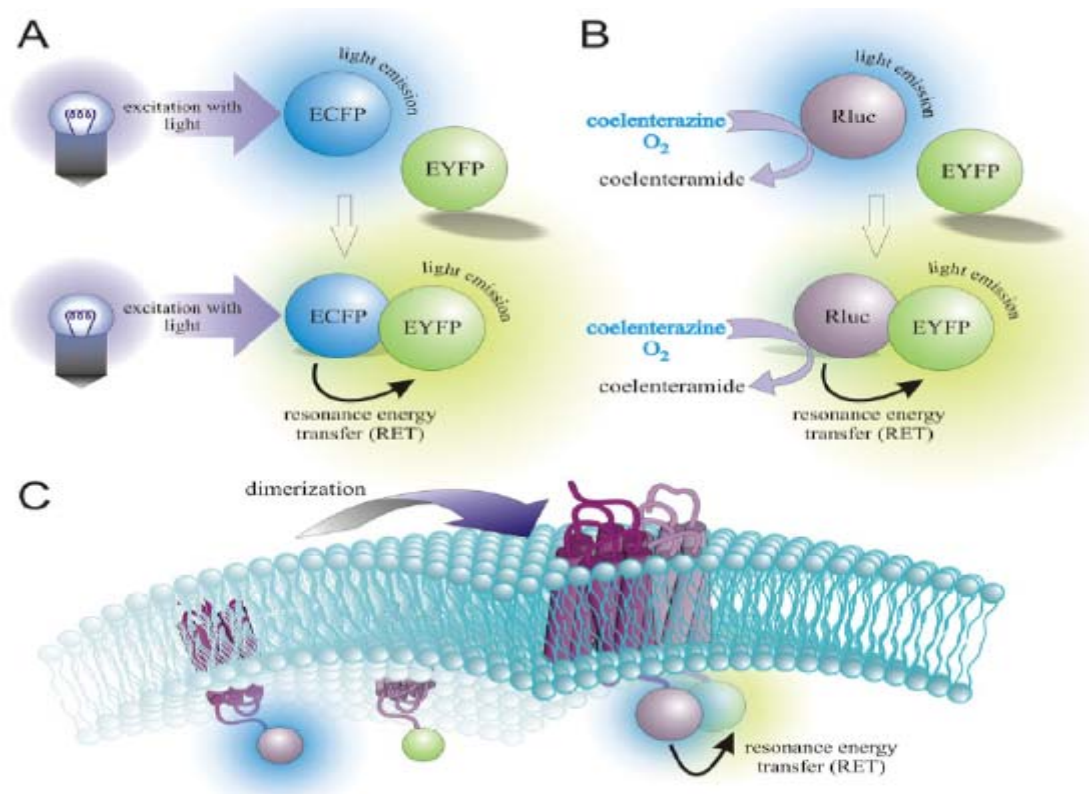 A
light emission
excitation with
light
ECFP
EYFP
light emission
excitation with
light
ECFP
EYFP
resonance energy
transfer (RET)
B
light emission
coelenterazine
O₂
Rluc
coelenteramide
EYFP
light emission
coelenterazine
O₂
Rluc
EYFP
coelenteramide
resonance energy
transfer (RET)
C
dimerization
resonance energy
transfer (RET)